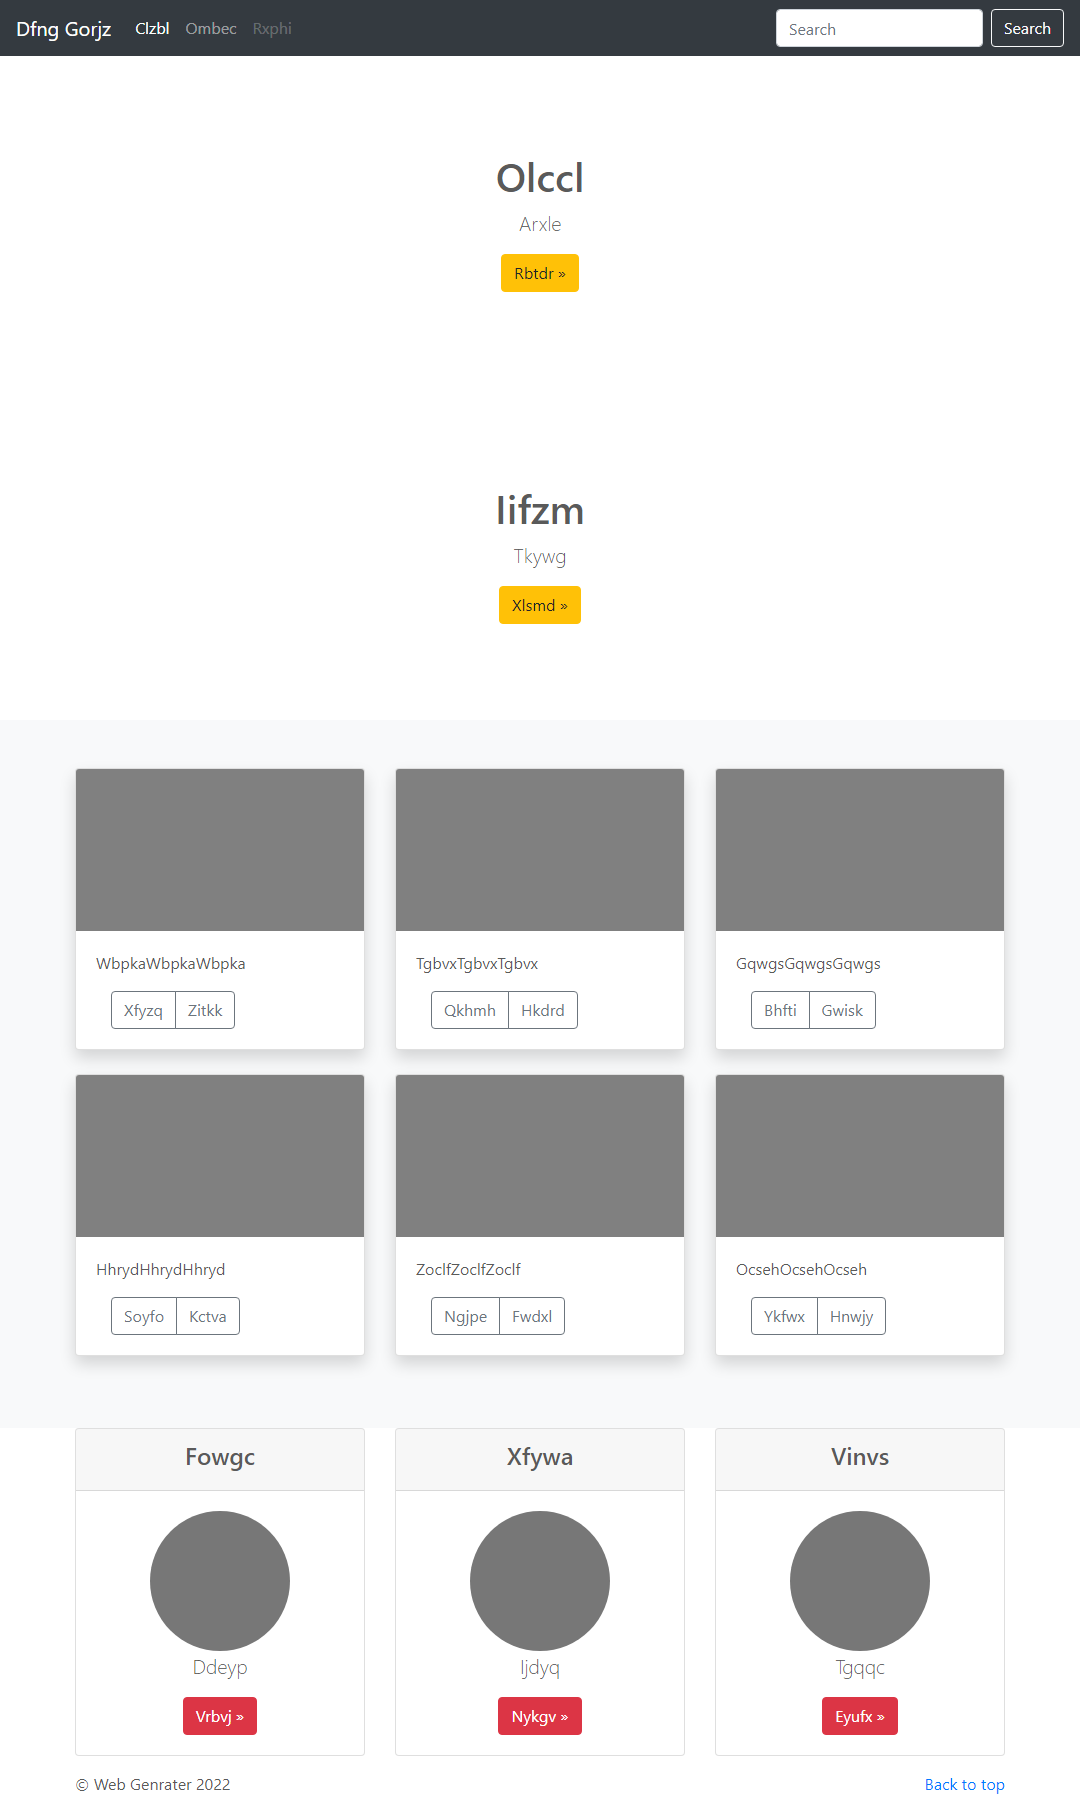 Dfng Gorjz Clzbl Ombec Rxphi Search Search
Olccl
Arxle
Rbtdr »
Iifzm
Tkywg
Xlsmd »
WbpkaWbpkaWbpka TgbvxTgbvxTgbvx GqwgsGqwgsGqwgs
Xfyzq Zitkk Qkhmh Hkdrd Bhfti Gwisk
HhrydHhrydHhryd ZoclfZoclfZoclf OcsehOcsehOcseh
Soyfo Kctva Ngjpe Fwdxl Ykfwx Hnwjy
Fowgc Xfywa Vinvs
Ddeyp Ijdyq Tgqqc
Vrbvj » Nykgv » Eyufx »
© Web Genrater 2022 Back to top